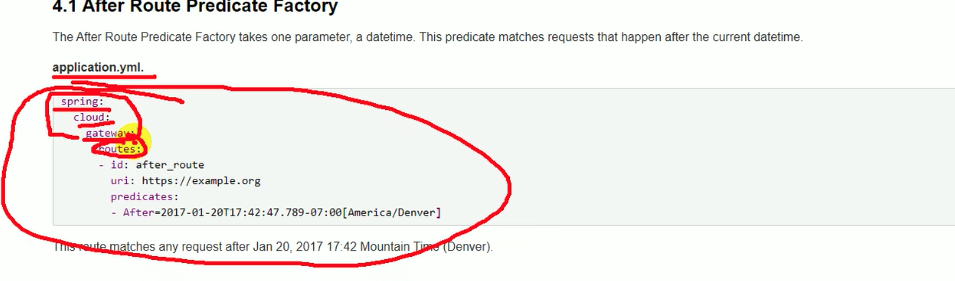 4.1 After Route Predicate Factory
The After Route Predicate Factory takes one parameter, a datetime. This predicate matches requests that happen after the current datetime.
application.yml.
spring:
cloud:
gateway:
routes:
- id: after_route
uri: https://example.org
predicates:
- After=2017-01-20T17:42:47.789-07:00[America/Denver]
This route matches any request after Jan 20, 2017 17:42 Mountain Time (Denver).